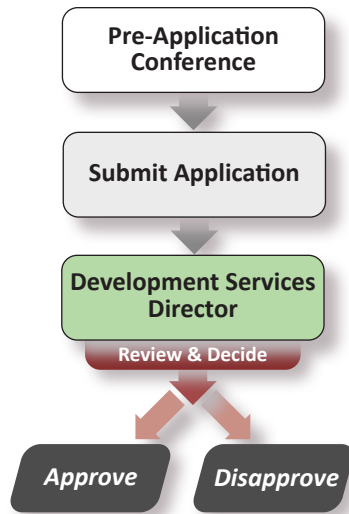 Pre-Application
Conference
Submit Application
Development Services
Director
Review & Decide
Approve
Disapprove